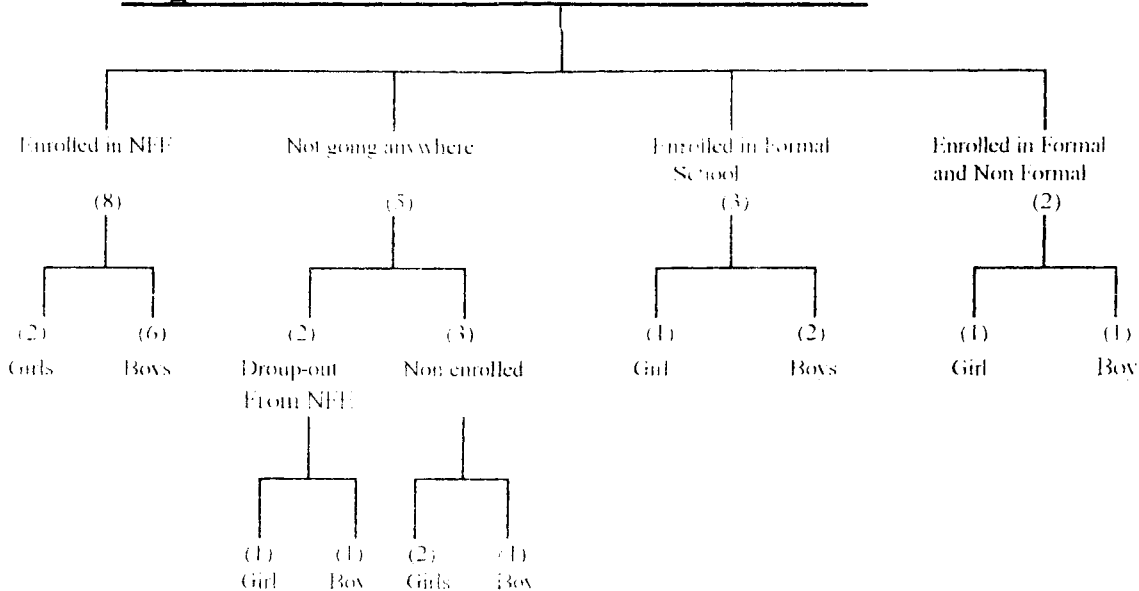 Enrolled in NFE
Not going anywhere
Enrolled in Formal
School
Enrolled in Formal
and Non Formal
(8)
(5)
(3)
(2)
(2)
Girls
(6)
Boys
(2)
Droup-out
From NFE
(3)
Non enrolled
(1)
Girl
(2)
Boys
(1)
Girl
(1)
Boy
(1)
Girl
(1)
Boy
(2)
Girls
(1)
Boy